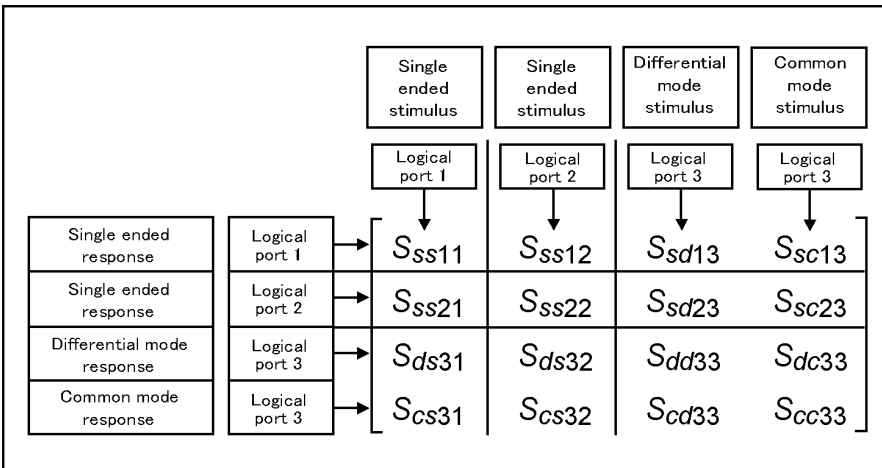 Single ended stimulus
Single ended stimulus
Differential mode stimulus
Common mode stimulus
Logical port 1
Logical port 2
Logical port 3
Logical port 3
Single ended response
Logical port 1
Sss11 Sss12 Ssd13 Ssc13
Single ended response
Logical port 2
Sss21 Sss22 Ssd23 Ssc23
Differential mode response
Logical port 3
Sds31 Sds32 Sdd33 Sdc33
Common mode response
Logical port 3
Scs31 Scs32 Scd33 Scc33